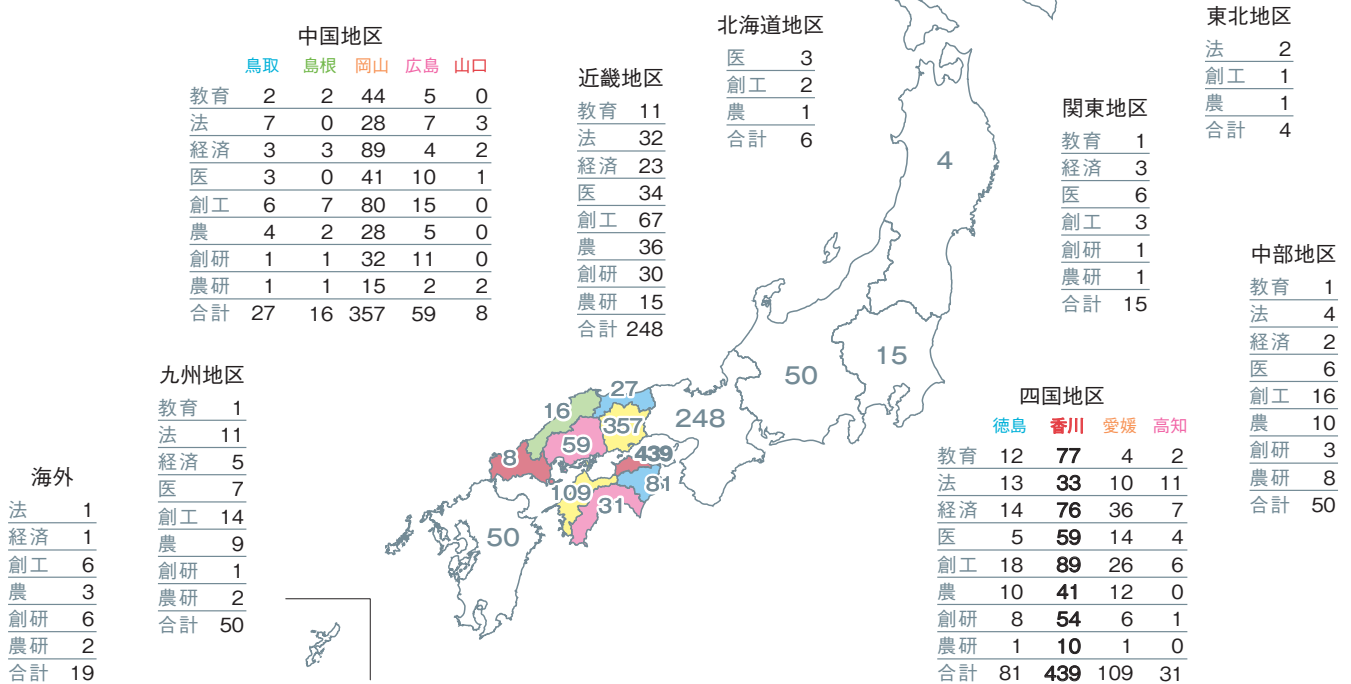 中国地区
鳥取 島根 岡山 広島 山口
教育 2 2 44 5 0
法 7 0 28 7 3
経済 3 3 89 4 2
医 3 0 41 10 1
創工 6 7 80 15 0
農 4 2 28 5 0
創研 1 1 32 11 0
農研 1 1 15 2 2
合計 27 16 357 59 8
近畿地区
教育 11
法 32
経済 23
医 34
創工 67
農 36
創研 30
農研 15
合計 248
北海道地区
医 3
創工 2
農 1
合計 6
東北地区
法 2
創工 1
農 1
合計 4
関東地区
教育 1
経済 3
医 6
創工 3
創研 1
農研 1
合計 15
中部地区
教育 1
法 4
経済 2
医 6
創工 16
農 10
創研 3
農研 8
合計 50
九州地区
教育 1
法 11
経済 5
医 7
創工 14
農 9
創研 1
農研 2
合計 50
海外
法 1
経済 1
創工 6
農 3
創研 6
農研 2
合計 19
四国地区
徳島 香川 愛媛 高知
教育 12 77 4 2
法 13 33 10 11
経済 14 76 36 7
医 5 59 14 4
創工 18 89 26 6
農 10 41 12 0
創研 8 54 6 1
農研 1 10 1 0
合計 81 439 109 31
4
15
50
248
27
16
357
59
8
439
81
109
31
50